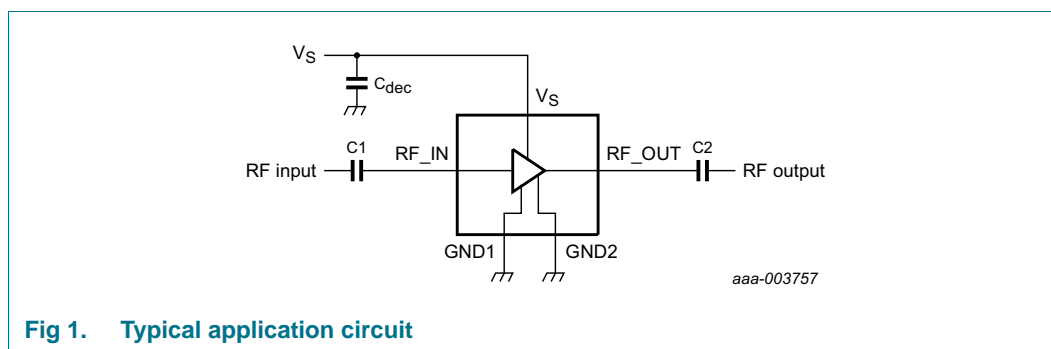 VS
Cdec
VS
C1
RF_IN
RF_OUT
C2
RF input
RF output
GND1
GND2
aaa-003757
Fig 1. Typical application circuit